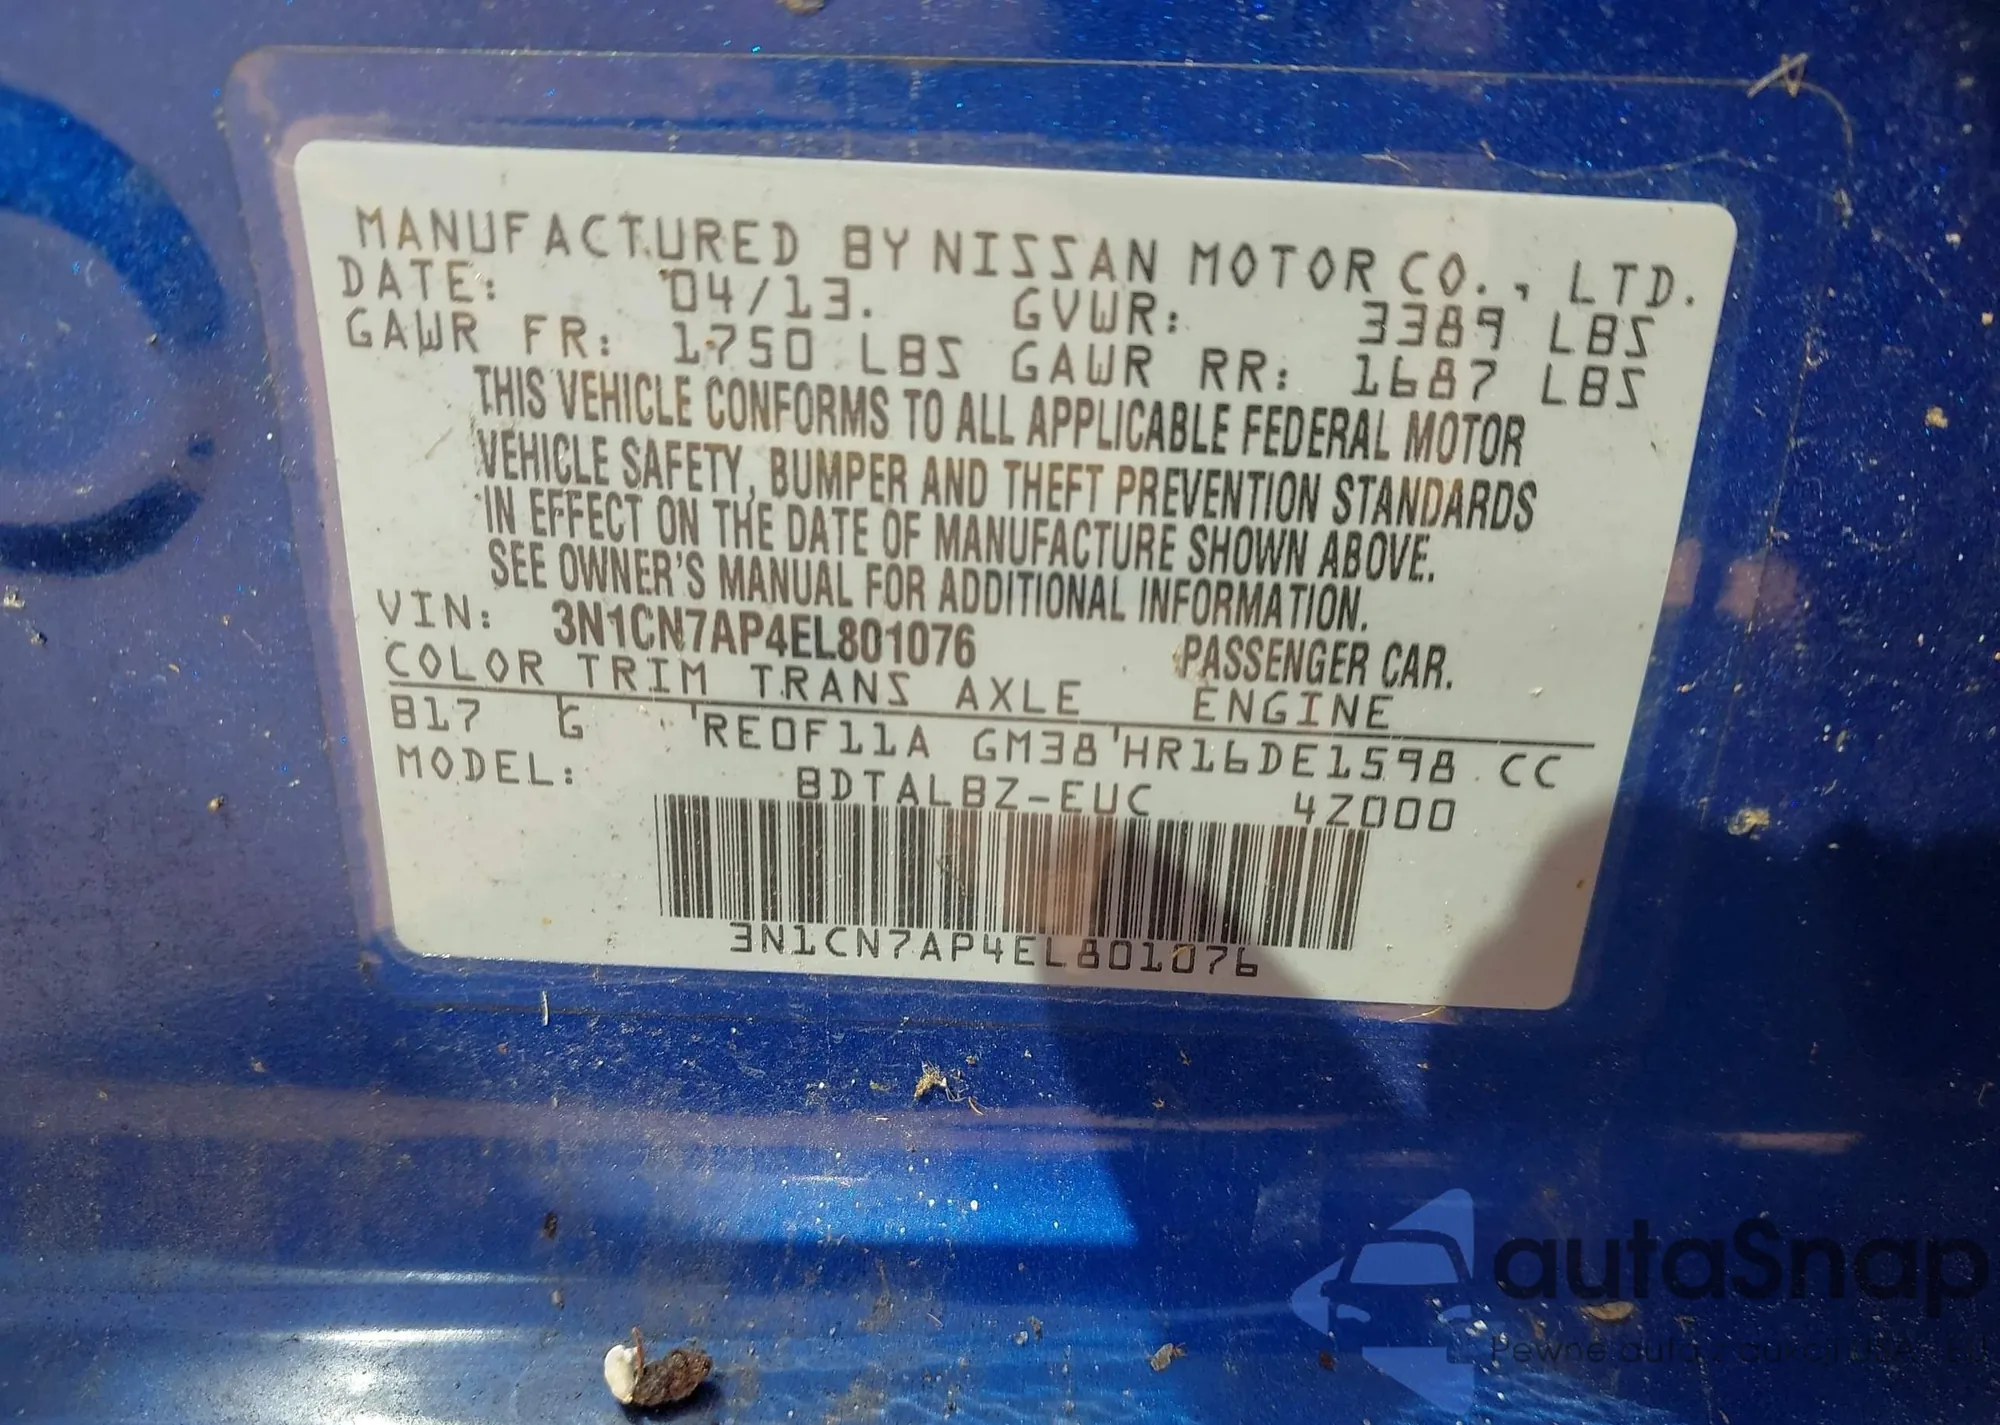 MANUFACTURED BY NISSAN MOTOR CO., LTD.
DATE: 04/13. GVWR: 3389 LBS
GAWR FR: 1750 LBS GAWR RR: 1687 LBS
THIS VEHICLE CONFORMS TO ALL APPLICABLE FEDERAL MOTOR
VEHICLE SAFETY, BUMPER AND THEFT PREVENTION STANDARDS
IN EFFECT ON THE DATE OF MANUFACTURE SHOWN ABOVE.
SEE OWNER'S MANUAL FOR ADDITIONAL INFORMATION.
VIN: 3N1CN7AP4EL801076 PASSENGER CAR.
COLOR TRIM TRANS AXLE ENGINE
B17 G RE0F11A GM38 HR16DE1598 CC
MODEL: BDTALBZ-EUC 4Z000
3N1CN7AP4EL801076
autaSnap
Pewne auta z